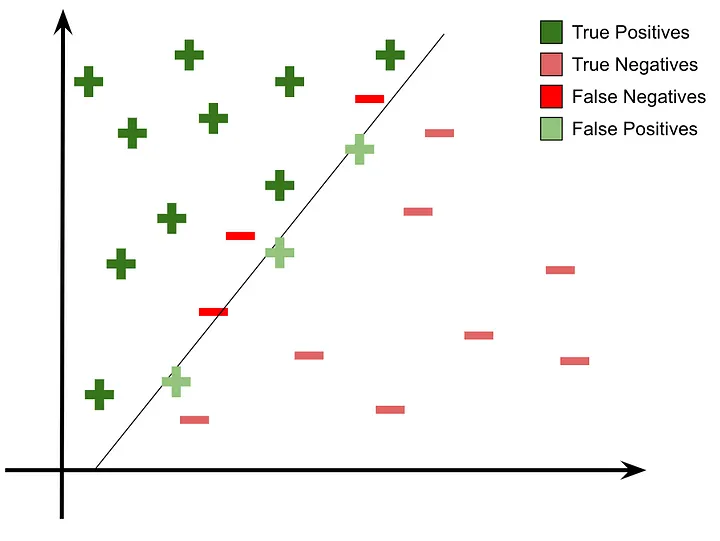 True Positives
True Negatives
False Negatives
False Positives